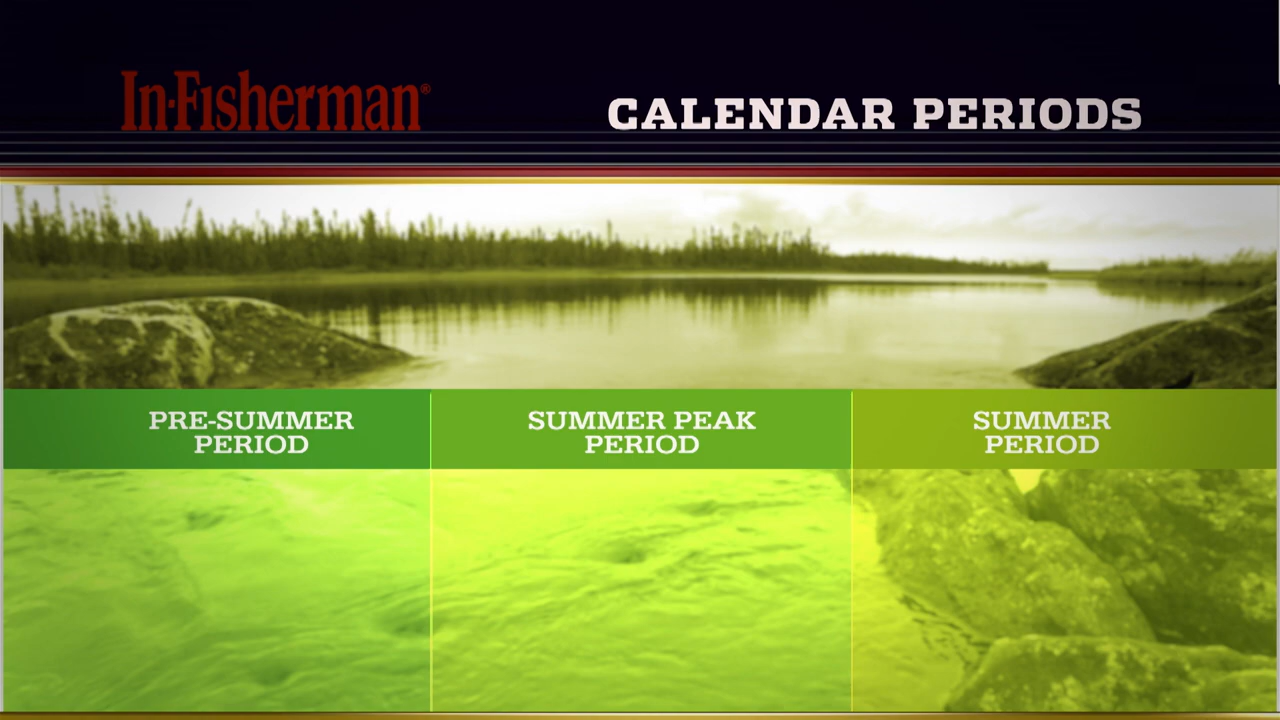 In-Fisherman®
CALENDAR PERIODS
PRE-SUMMER
PERIOD
SUMMER PEAK
PERIOD
SUMMER
PERIOD